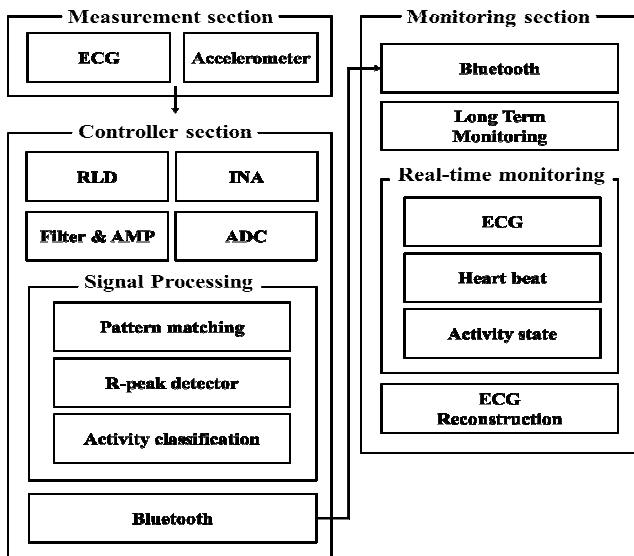 Measurement section
ECG
Accelerometer
Controller section
RLD
INA
Filter & AMP
ADC
Signal Processing
Pattern matching
R-peak detector
Activity classification
Bluetooth
Monitoring section
Bluetooth
Long Term
Monitoring
Real-time monitoring
ECG
Heart beat
Activity state
ECG
Reconstruction